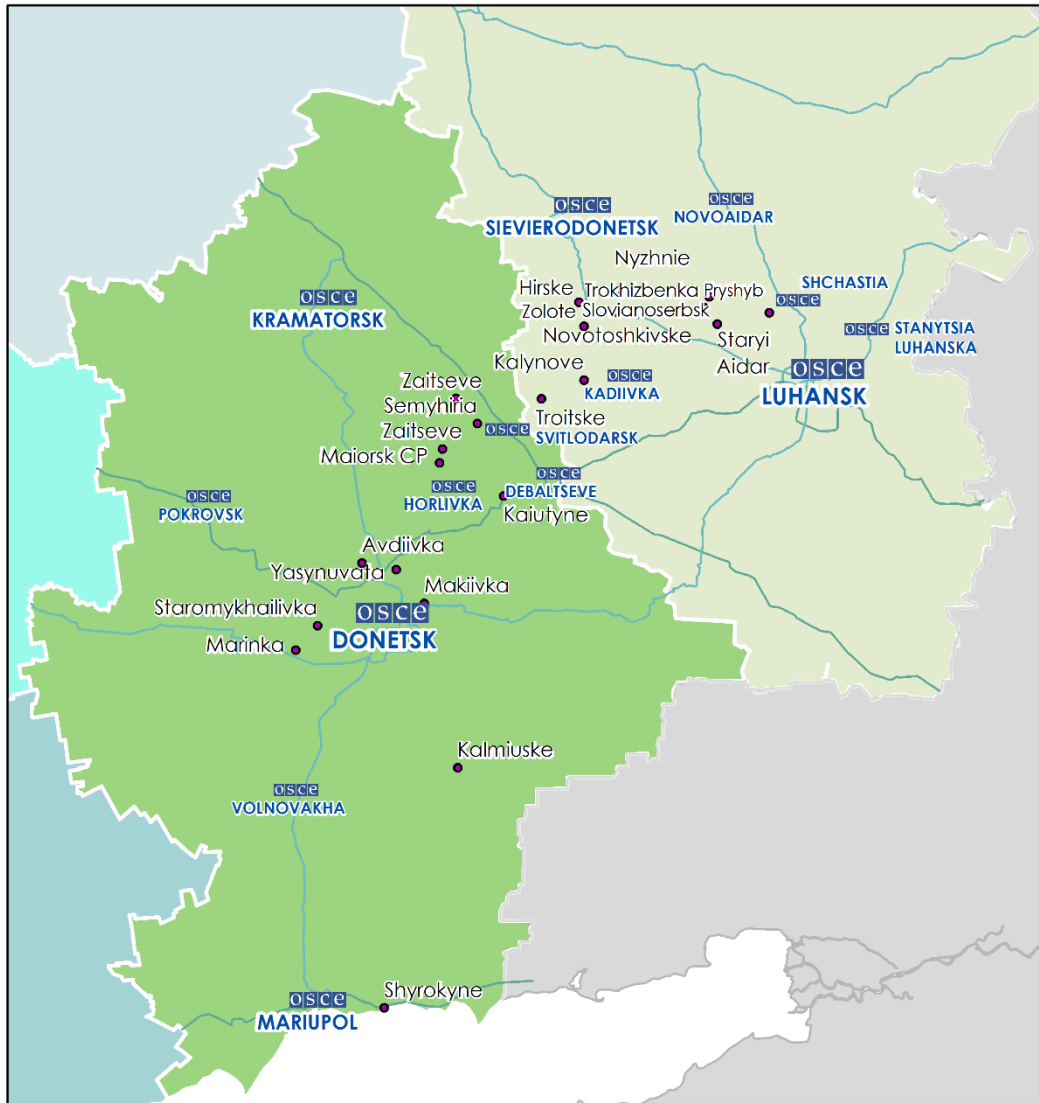 osce
NOVOAIDAR
osce
SIEVIERODONETSK
Nyzhnie
SHCHASTIA
osce
Hirske
Trokhizbenka
Pryshyb
Zolote
Slovianoserbsk
osce
KRAMATORSK
Novotoshkivske
Staryi
Aidar
osce
STANYTSIA
LUHANSKA
osce
LUHANSK
Kalynove
osce
KADIIVKA
Zaitseve
Semyhiria
Troitske
osce
SVITLODARSK
Zaitseve
Maiorsk CP
osce
HORLIVKA
osce
DEBALTSEVE
Kaiutyne
osce
POKROVSK
Avdiivka
Yasynuvata
Makiivka
Staromykhailivka
osce
DONETSK
Marinka
Kalmiuske
osce
VOLNOVAKHA
Shyrokyne
osce
MARIUPOL